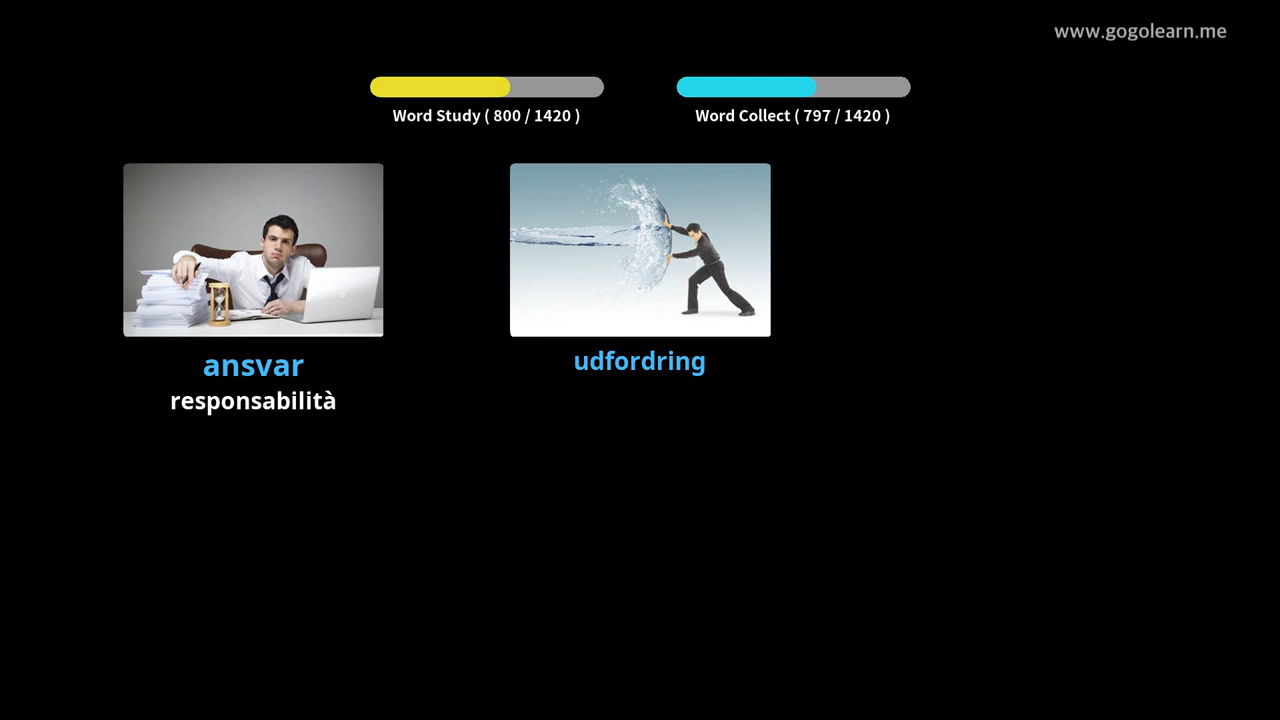 www.gogolearn.me
Word Study ( 800 / 1420 )
Word Collect ( 797 / 1420 )
ansvar
responsabilità
udfordring